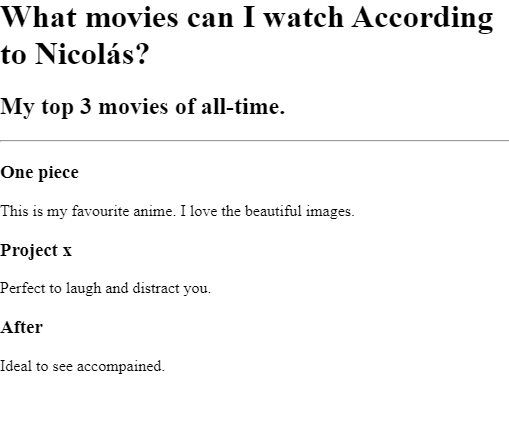 What movies can I watch According
to Nicolás?
My top 3 movies of all-time.
One piece
This is my favourite anime. I love the beautiful images.
Project x
Perfect to laugh and distract you.
After
Ideal to see accompained.